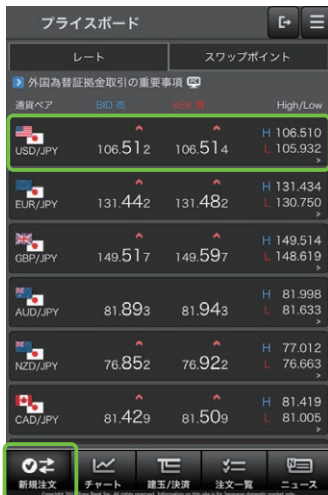 プライスボード
レート
スワップポイント
外国為替証拠金取引の重要事項
通貨ペア BID 売 ASK 買 High/Low
USD/JPY 106.512 106.514 H 106.510 L 105.932 >
EUR/JPY 131.442 131.482 H 131.434 L 130.750 >
GBP/JPY 149.517 149.597 H 149.514 L 148.619 >
AUD/JPY 81.893 81.943 H 81.998 L 81.633 >
NZD/JPY 76.852 76.922 H 77.012 L 76.663 >
CAD/JPY 81.429 81.509 H 81.419 L 81.005 >
新規注文 チャート 建玉/決済 注文一覧 ニュース